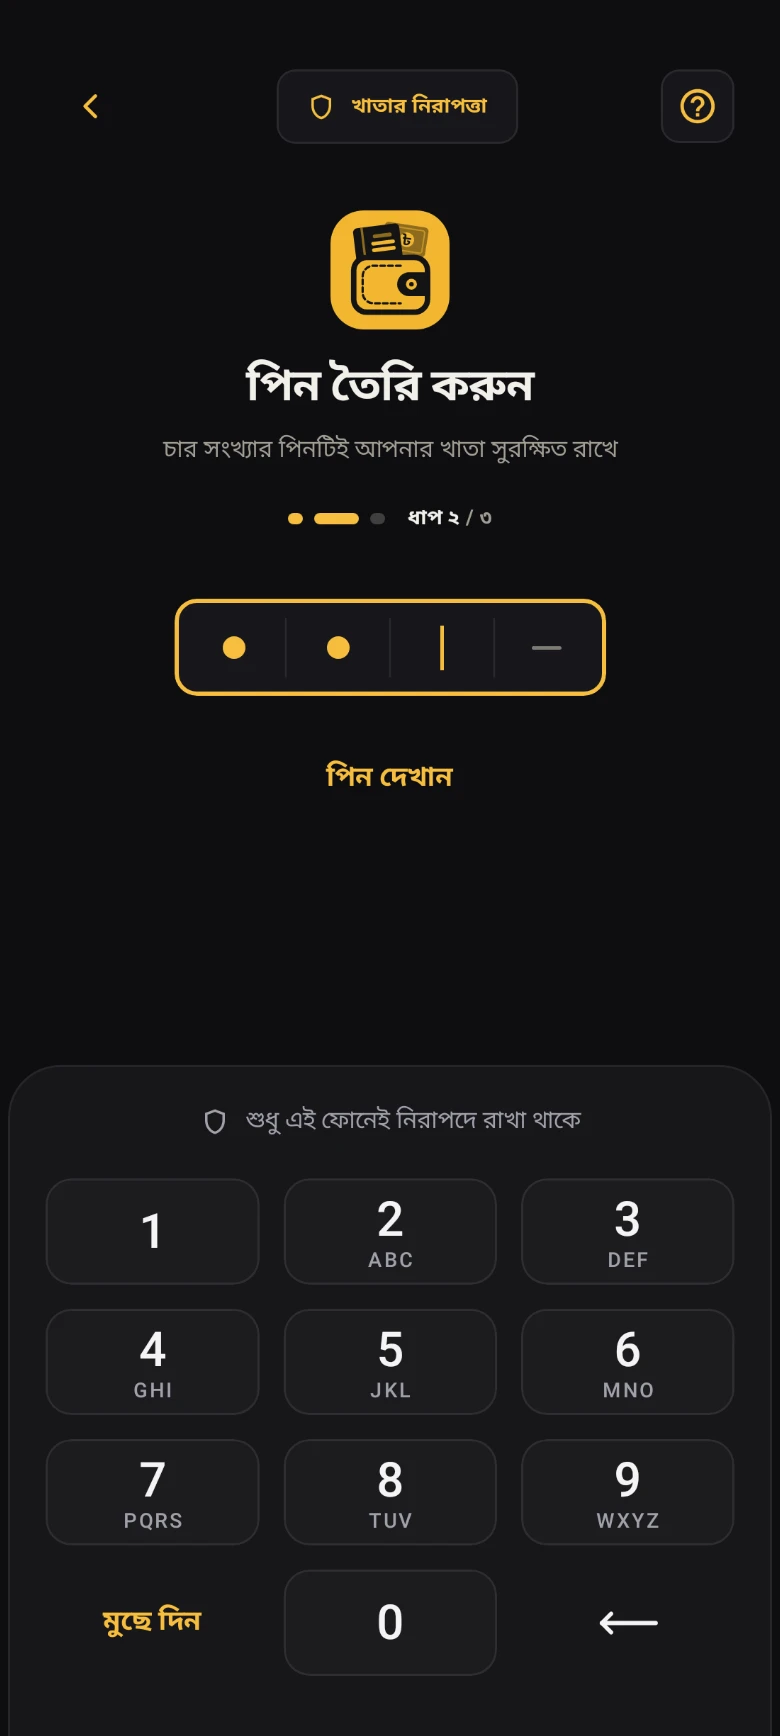 খাতার নিরাপত্তা
পিন তৈরি করুন
চার সংখ্যার পিনটিই আপনার খাতা সুরক্ষিত রাখে
ধাপ ২ / ৩
পিন দেখান
শুধু এই ফোনেই নিরাপদে রাখা থাকে
1 2 3
ABC DEF
4 5 6
GHI JKL MNO
7 8 9
PQRS TUV WXYZ
মুছে দিন 0